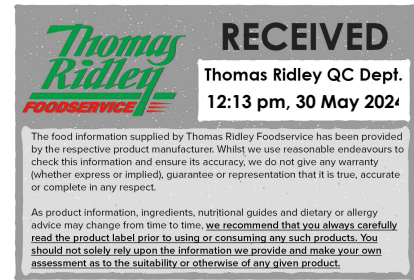 Thomas
Ridley
FOODSERVICE
RECEIVED
Thomas Ridley QC Dept.
12:13 pm, 30 May 2024
The food information supplied by Thomas Ridley Foodservice has been provided
by the respective product manufacturer. Whilst we use reasonable endeavours to
check this information and ensure its accuracy, we do not give any warranty
(whether express or implied), guarantee or representation that it is true, accurate
or complete in any respect.
As product information, ingredients, nutritional guides and dietary or allergy
advice may change from time to time, we recommend that you always carefully
read the product label prior to using or consuming any such products. You
should not solely rely upon the information we provide and make your own
assessment as to the suitability or otherwise of any given product.